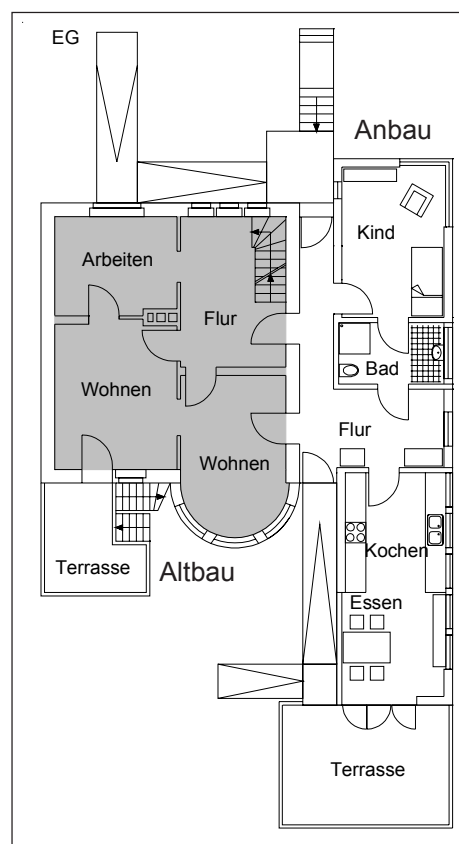 EG
Anbau
Kind
Arbeiten
Flur
Bad
Wohnen
Flur
Wohnen
Kochen
Terrasse
Altbau
Essen
Terrasse